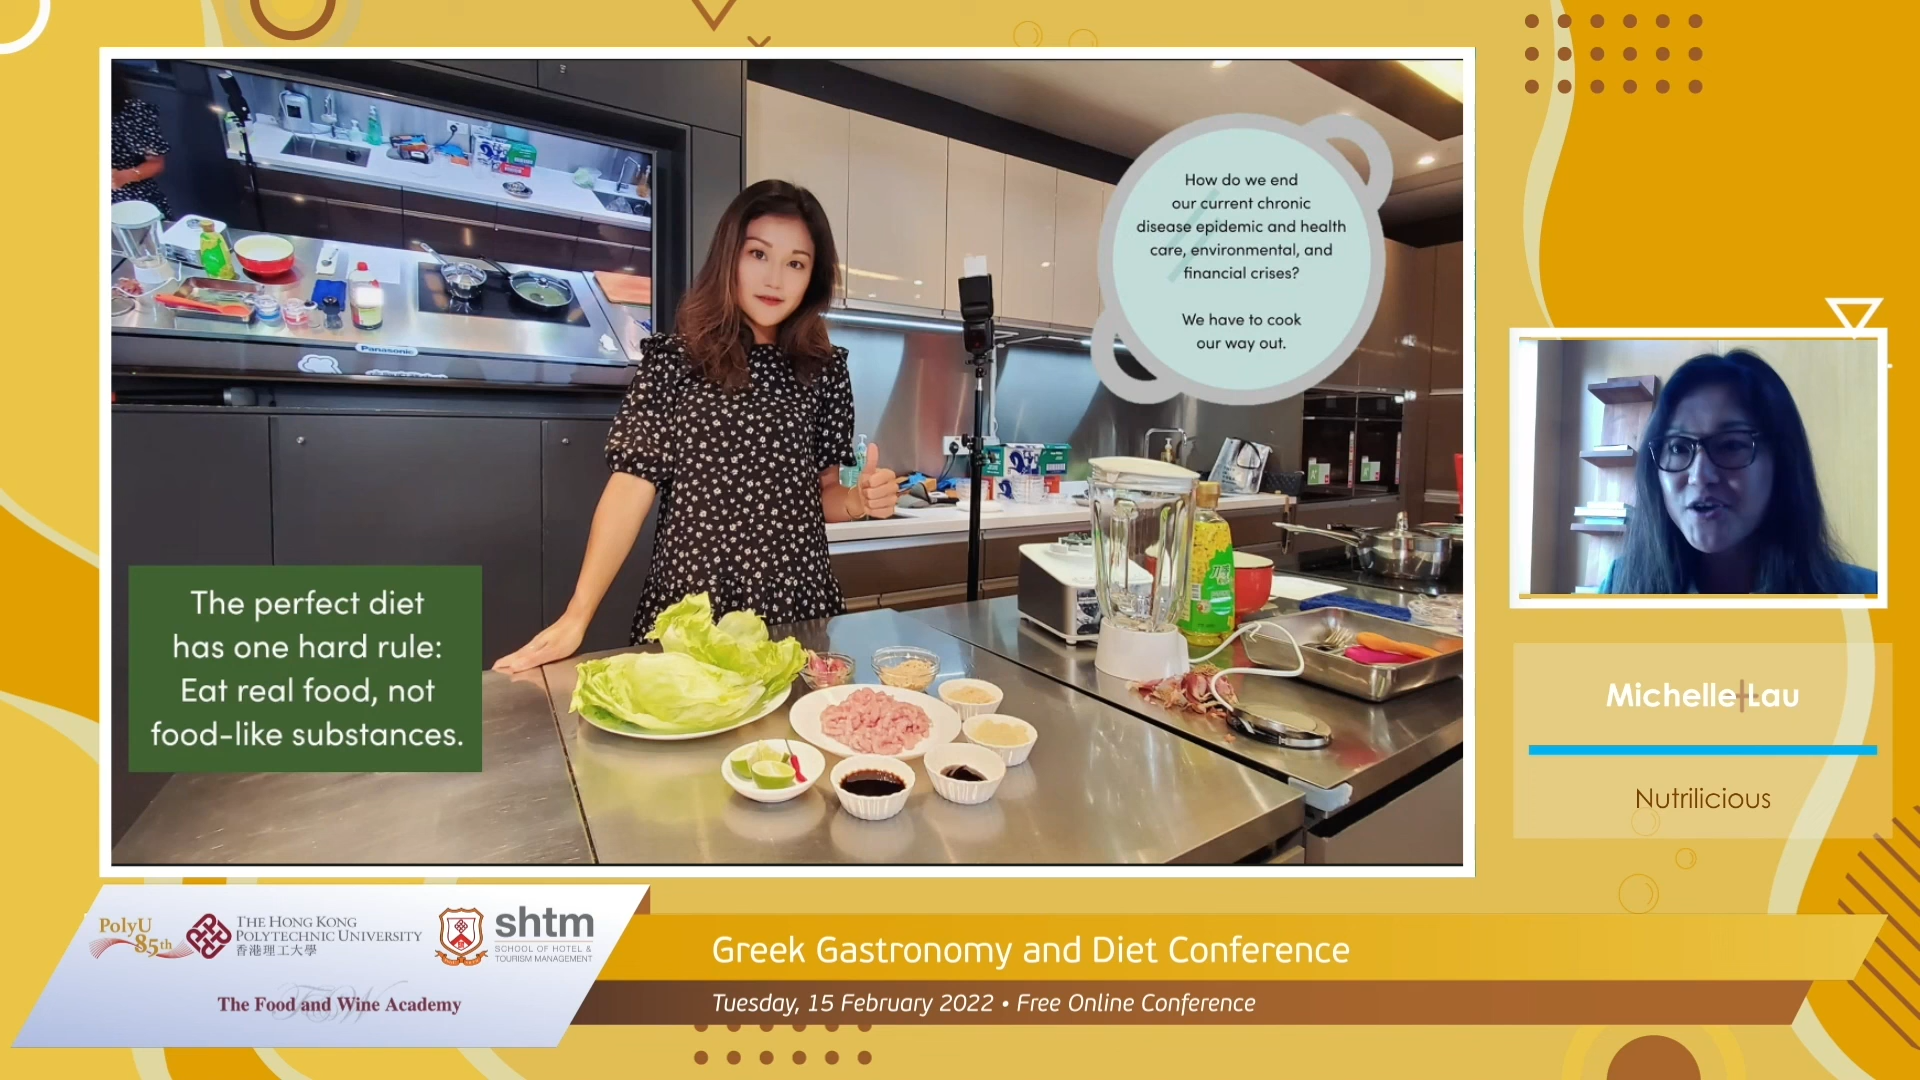 How do we end
our current chronic
disease epidemic and health
care, environmental, and
financial crises?
We have to cook
our way out.
Panasonic
The perfect diet
has one hard rule:
Eat real food, not
food-like substances.
Michelle Lau
Nutrilicious
PolyU
85th
THE HONG KONG
POLYTECHNIC UNIVERSITY
香港理工大學
shtm
SCHOOL OF HOTEL &
TOURISM MANAGEMENT
The Food and Wine Academy
Greek Gastronomy and Diet Conference
Tuesday, 15 February 2022 • Free Online Conference